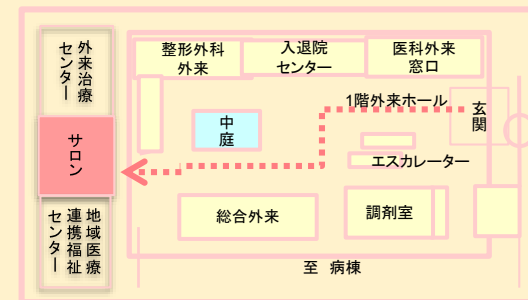 外来治療
センター
整形外科
外来
入退院
センター
医科外来
窓口
1階外来ホール
玄関
中庭
サロン
エスカレーター
地域医療
連携福祉
センター
総合外来
調剤室
至 病棟